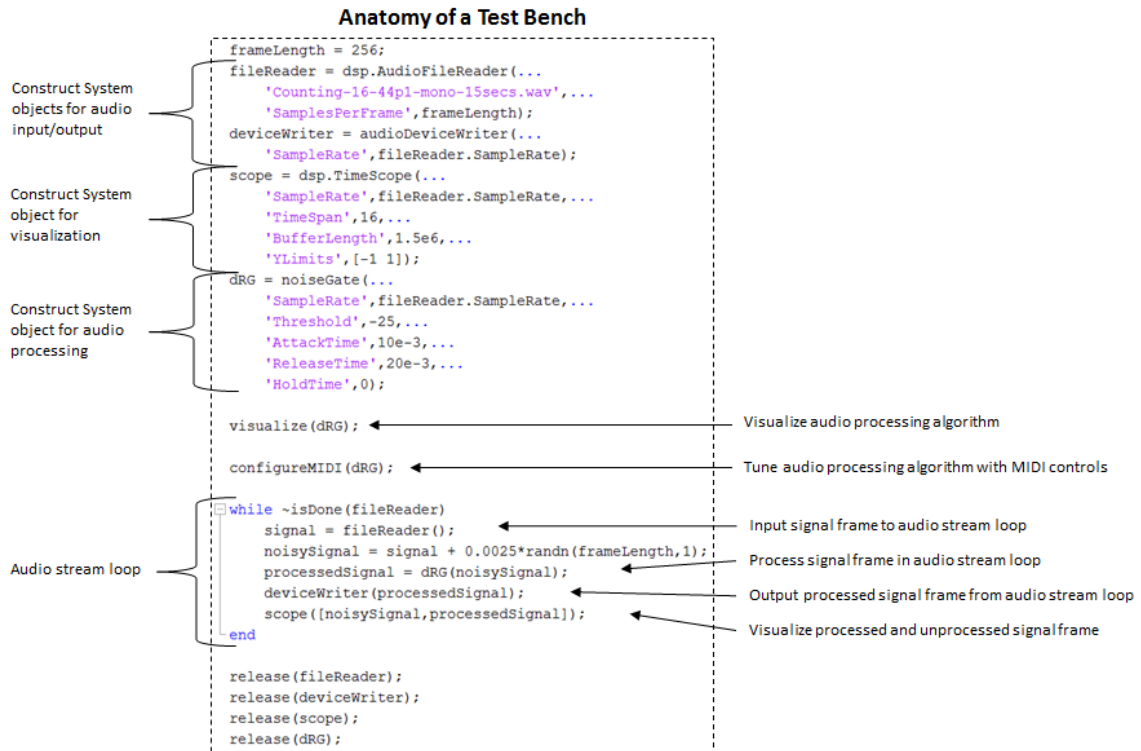 Anatomy of a Test Bench
frameLength = 256;
fileReader = dsp.AudioFileReader(...
'Counting-16-44p1-mono-15secs.wav',...
'SamplesPerFrame',frameLength);
deviceWriter = audioDeviceWriter(...
'SampleRate',fileReader.SampleRate);
Construct System
objects for audio
input/output
scope = dsp.TimeScope(...
'SampleRate',fileReader.SampleRate,...
'TimeSpan',16,...
'BufferLength',1.5e6,...
'YLimits',[-1 1]);
Construct System
object for
visualization
dRG = noiseGate(...
'SampleRate',fileReader.SampleRate,...
'Threshold',-25,...
'AttackTime',10e-3,...
'ReleaseTime',20e-3,...
'HoldTime',0);
Construct System
object for audio
processing
visualize(dRG);
Visualize audio processing algorithm
configureMIDI(dRG);
Tune audio processing algorithm with MIDI controls
Audio stream loop
while ~isDone(fileReader)
signal = fileReader();
Input signal frame to audio stream loop
noisySignal = signal + 0.0025*randn(frameLength,1);
processedSignal = dRG(noisySignal);
Process signal frame in audio stream loop
deviceWriter(processedSignal);
Output processed signal frame from audio stream loop
scope([noisySignal,processedSignal]);
Visualize processed and unprocessed signal frame
end
release(fileReader);
release(deviceWriter);
release(scope);
release(dRG);